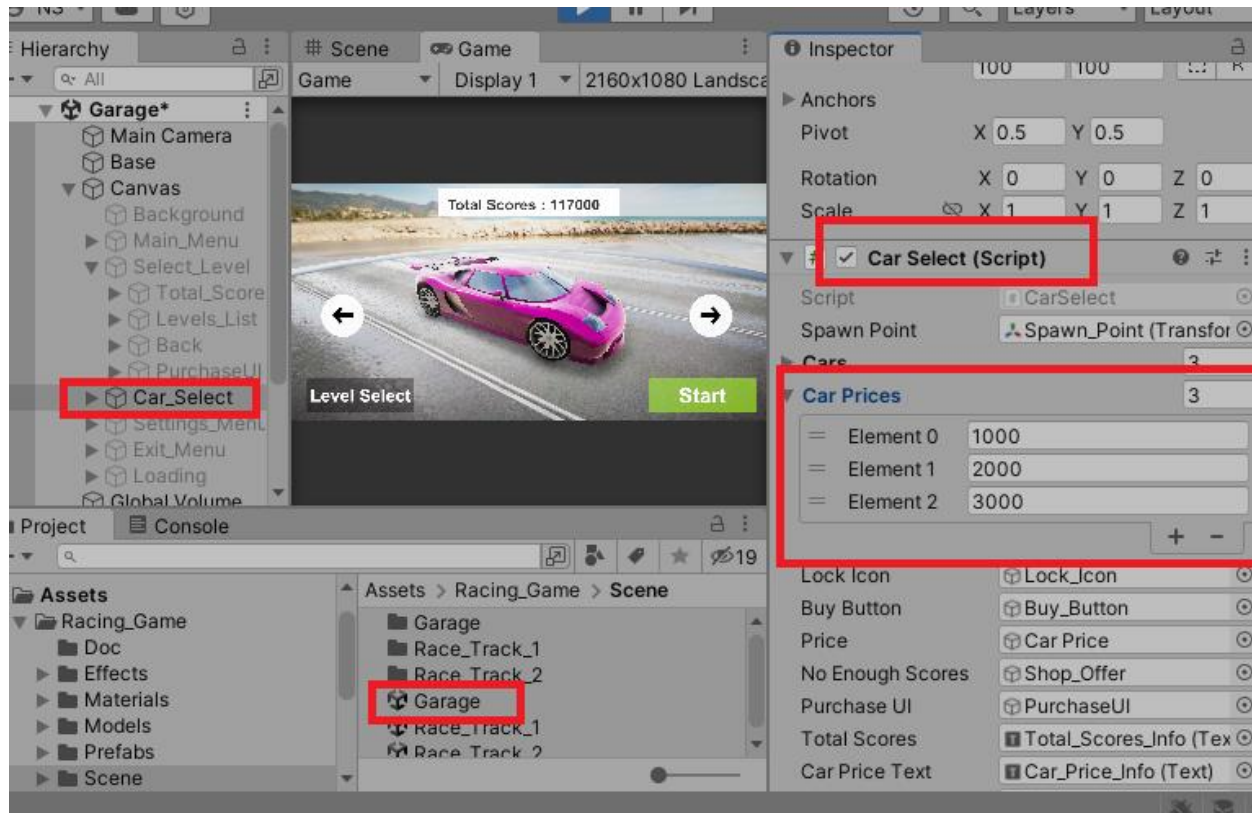 NS
Layers
Layout
Hierarchy
All
Garage*
Main Camera
Base
Canvas
Background
Main_Menu
Select_Level
Total_Score
Levels_List
Back
PurchaseUI
Car_Select
Settings_Menu
Exit_Menu
Loading
Global Volume
Scene
Game
Game
Display 1
2160x1080 Landsca
Total Scores : 117000
Level Select
Start
Project
Console
19
Assets
Racing_Game
Doc
Effects
Materials
Models
Prefabs
Scene
Assets > Racing_Game > Scene
Garage
Race_Track_1
Race_Track_2
Garage
Race_Track_1
Race_Track_2
Inspector
100 100 R
Anchors
Pivot X 0.5 Y 0.5
Rotation X 0 Y 0 Z 0
Scale X 1 Y 1 Z 1
Car Select (Script)
Script CarSelect
Spawn Point Spawn_Point (Transfor
Cars 3
Car Prices 3
Element 0 1000
Element 1 2000
Element 2 3000
+ -
Lock Icon Lock_Icon
Buy Button Buy_Button
Price Car Price
No Enough Scores Shop_Offer
Purchase UI PurchaseUI
Total Scores Total_Scores_Info (Tex
Car Price Text Car_Price_Info (Text)